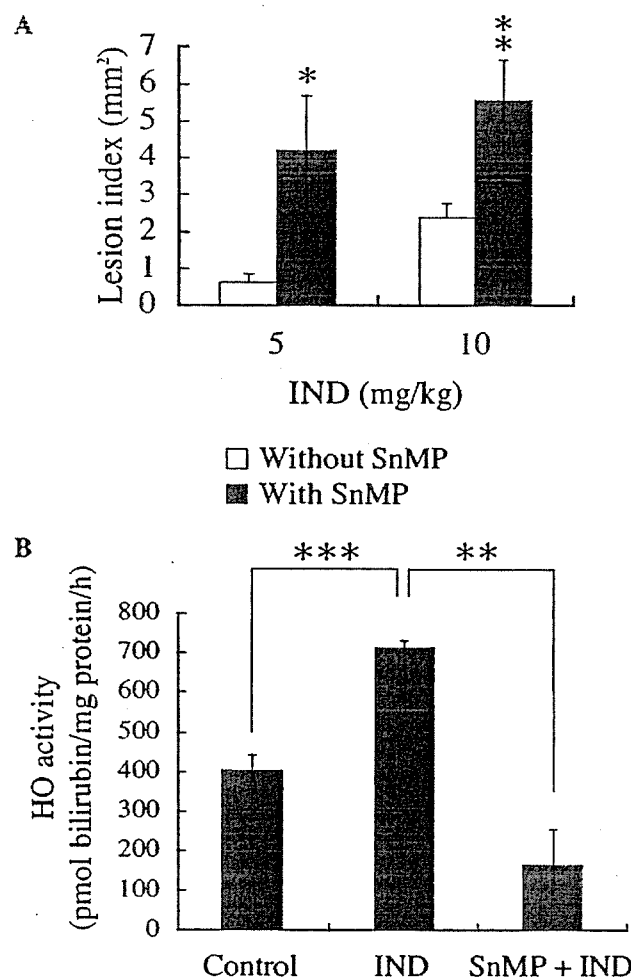 A
Lesion index (mm²)
7
6
5
4
3
2
1
0
*
**
5 10
IND (mg/kg)
Without SnMP
With SnMP
B
*** **
HO activity
(pmol bilirubin/mg protein/h)
800
700
600
500
400
300
200
100
0
Control IND SnMP + IND